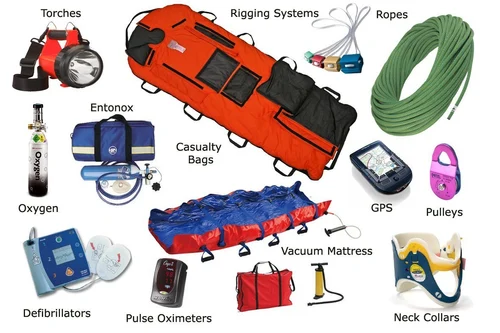 Torches
Rigging Systems
Ropes
Entonox
Casualty
Bags
Oxygen
Oxygen
GPS
Pulleys
Vacuum Mattress
Defibrillators
Pulse Oximeters
Neck Collars